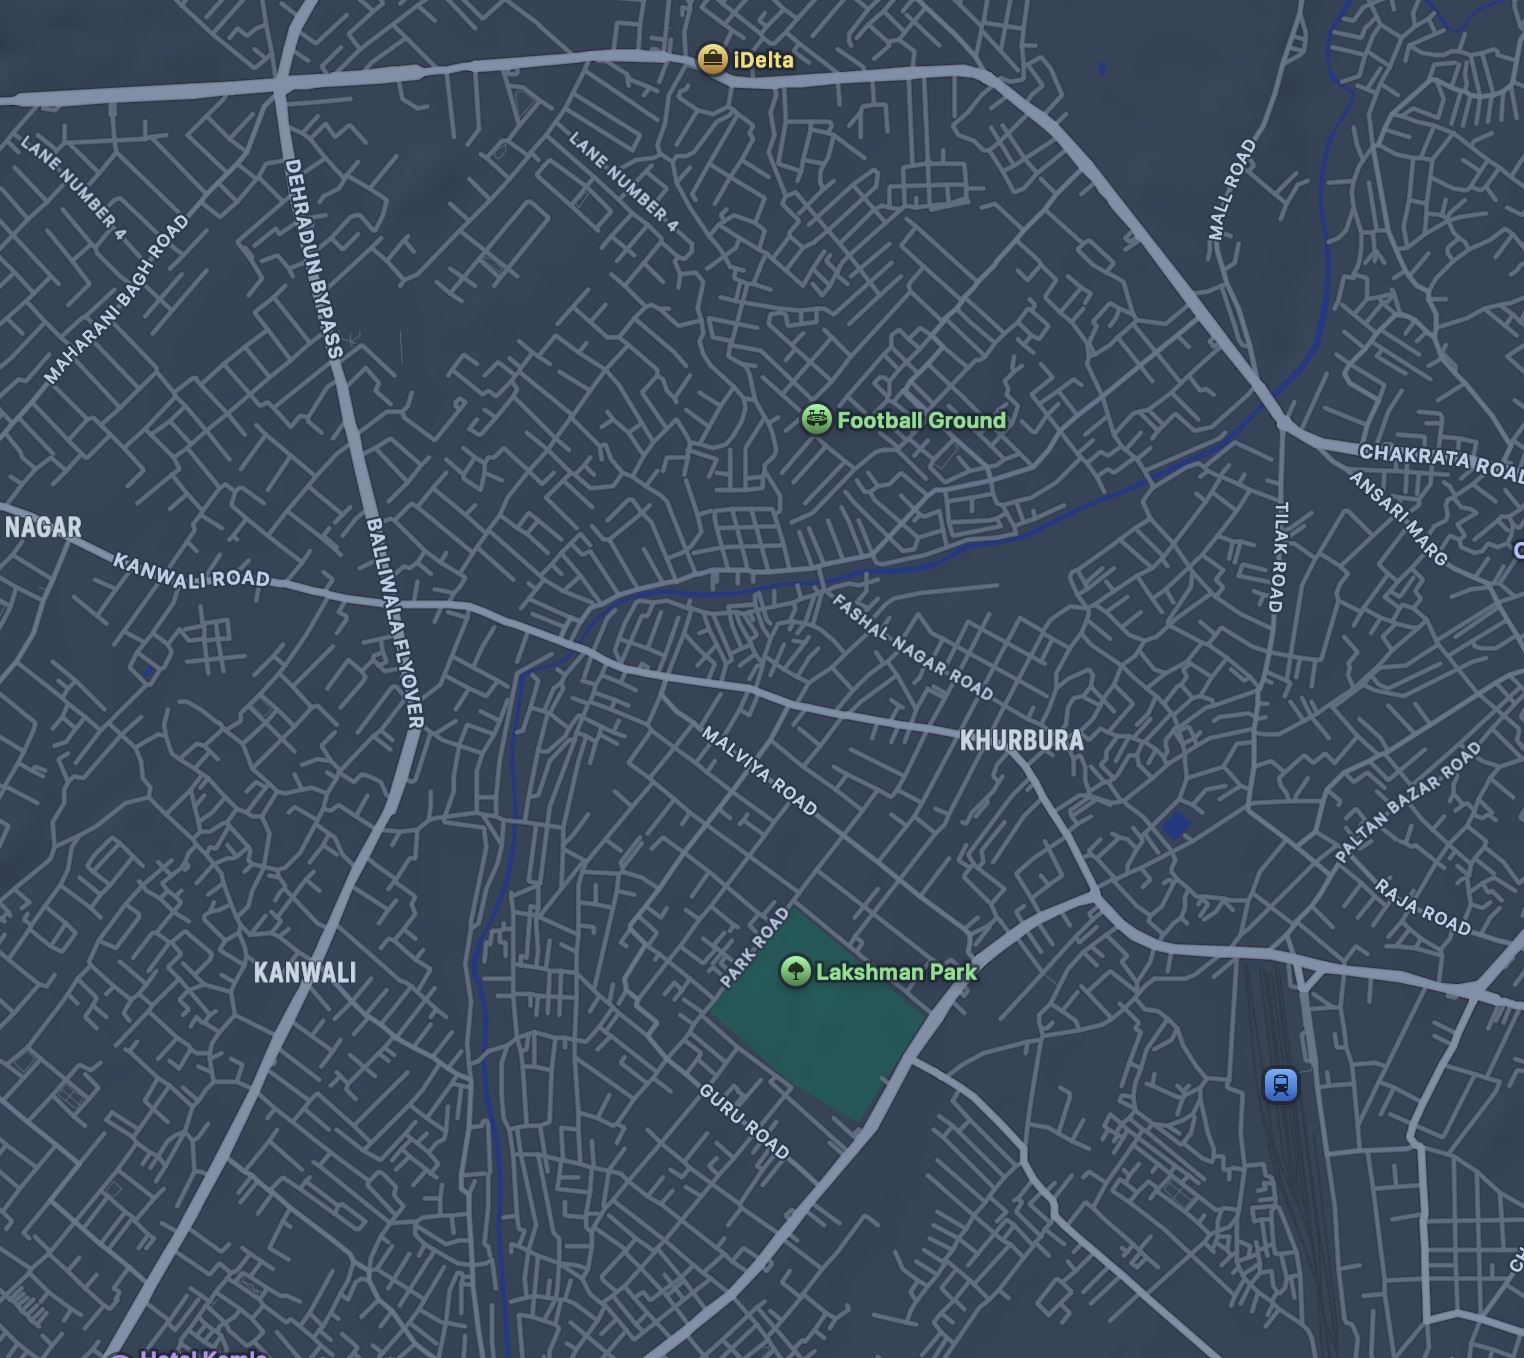 iDelta
LANE NUMBER 4
LANE NUMBER 4
MALL ROAD
DEHRADUN BYPASS
MAHARANI BAGH ROAD
Football Ground
CHAKRATA ROAD
ANSARI MARG
NAGAR
KANWALI ROAD
BALLIWALA FLYOVER
TILAK ROAD
FASHAL NAGAR ROAD
KHURBURA
MALVIYA ROAD
PALTAN BAZAR ROAD
RAJA ROAD
PARK ROAD
KANWALI
Lakshman Park
GURU ROAD